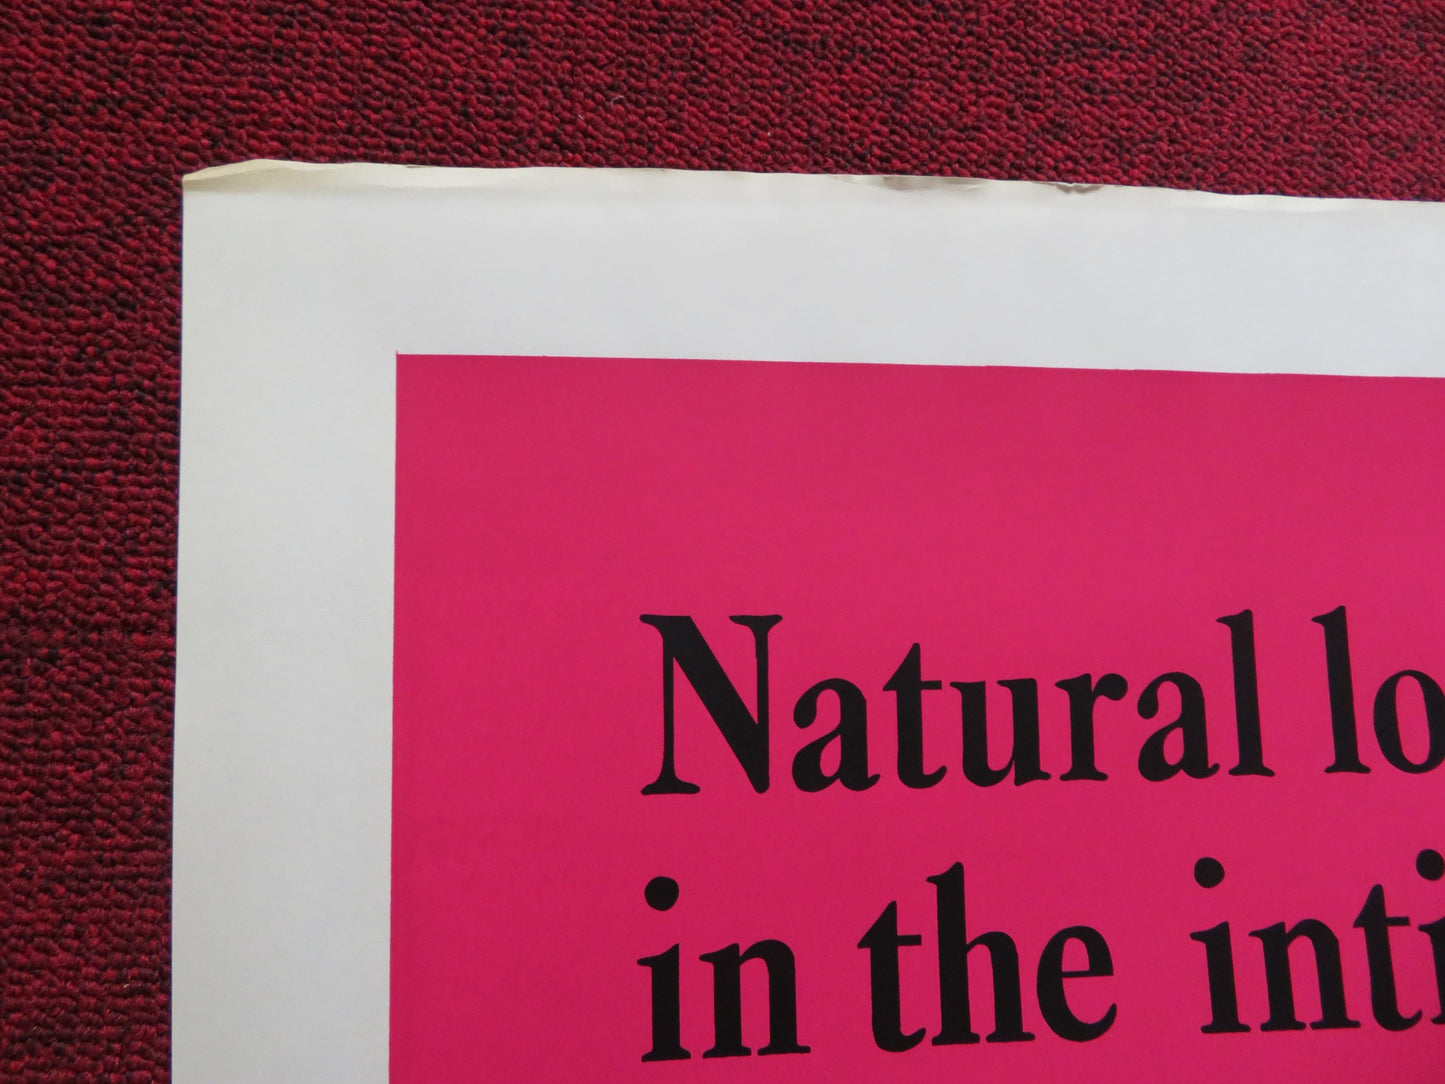 Natural lo
in the inti